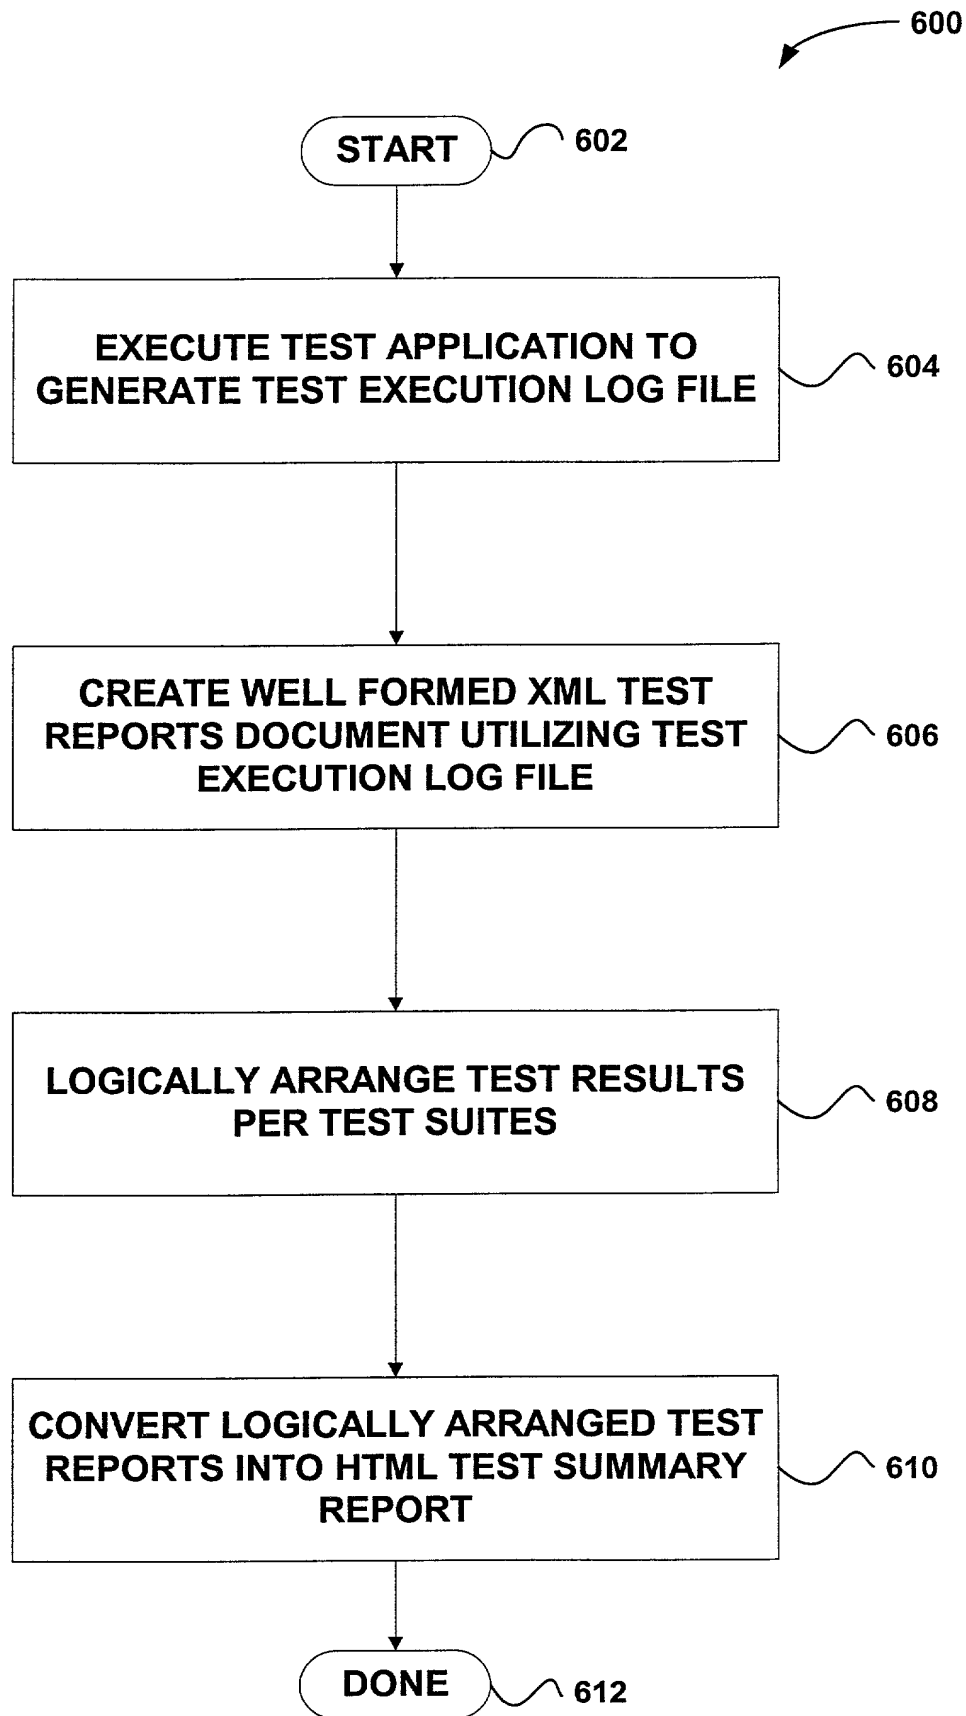 600
START
602
EXECUTE TEST APPLICATION TO
GENERATE TEST EXECUTION LOG FILE
604
CREATE WELL FORMED XML TEST
REPORTS DOCUMENT UTILIZING TEST
EXECUTION LOG FILE
606
LOGICALLY ARRANGE TEST RESULTS
PER TEST SUITES
608
CONVERT LOGICALLY ARRANGED TEST
REPORTS INTO HTML TEST SUMMARY
REPORT
610
DONE
612